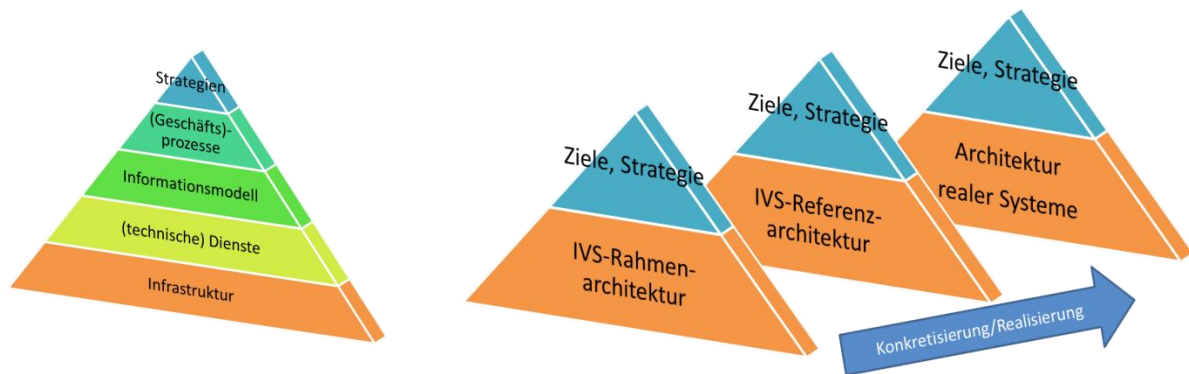 Strategien
(Geschäfts)-
prozesse
Informationsmodell
(technische) Dienste
Infrastruktur
Ziele, Strategie
IVS-Rahmen-
architektur
Ziele, Strategie
IVS-Referenz-
architektur
Ziele, Strategie
Architektur
realer Systeme
Konkretisierung/Realisierung